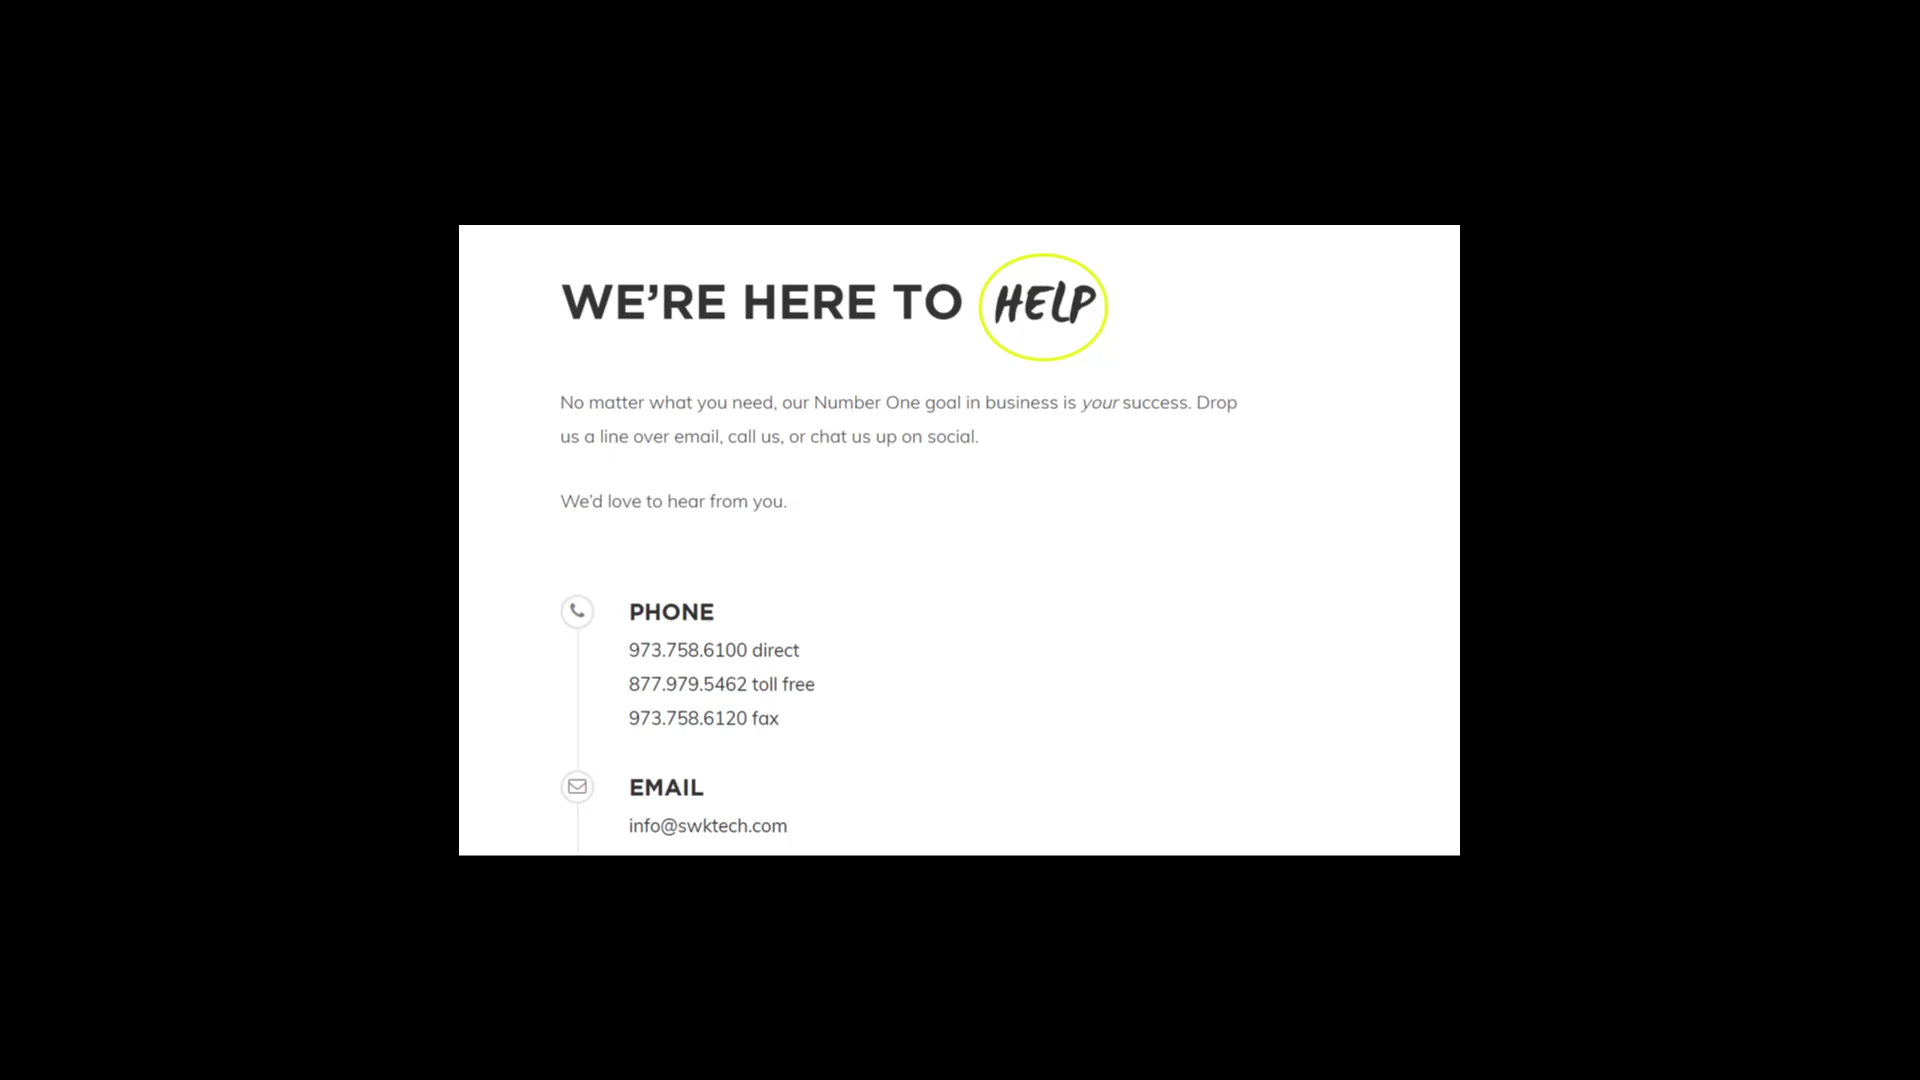 WE’RE HERE TO HELP
No matter what you need, our Number One goal in business is your success. Drop
us a line over email, call us, or chat us up on social.
We’d love to hear from you.
PHONE
973.758.6100 direct
877.979.5462 toll free
973.758.6120 fax
EMAIL
info@swktech.com